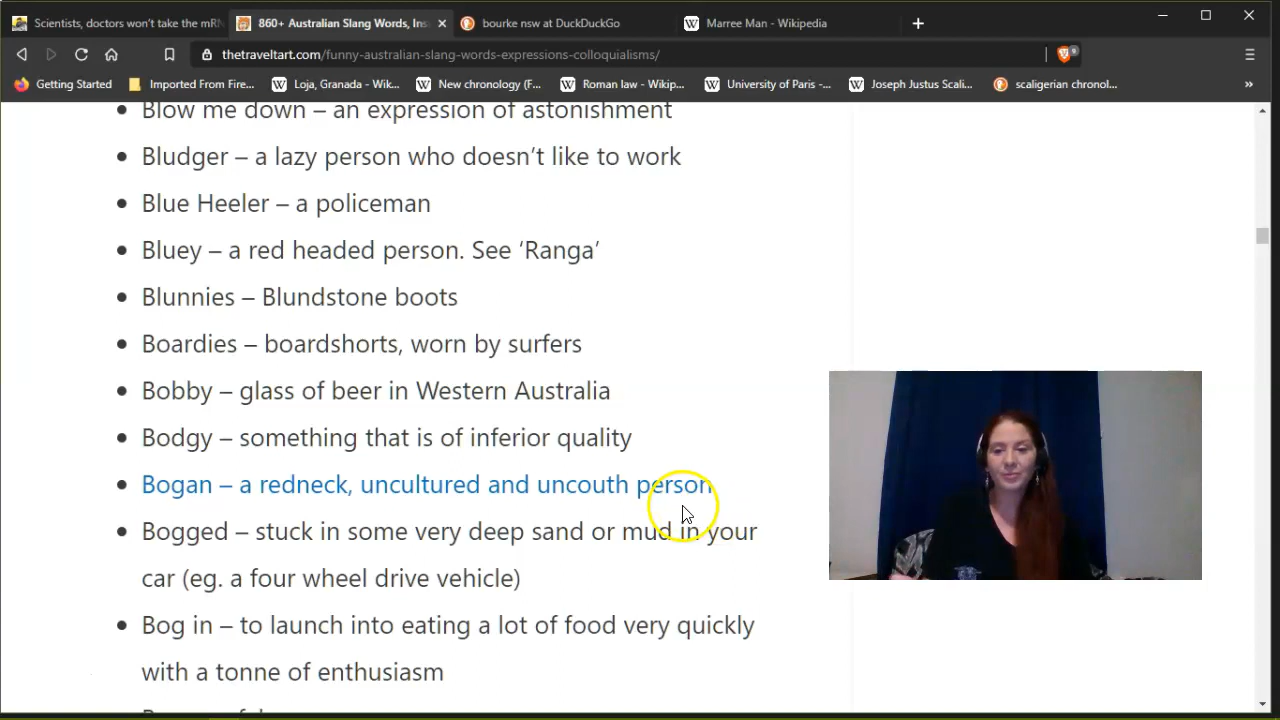 Scientists, doctors won't take the mRN
860+ Australian Slang Words, Ins
bourke nsw at DuckDuckGo
Marree Man - Wikipedia
thetraveltart.com/funny-australian-slang-words-expressions-colloquialisms/
9
Getting Started
Imported From Fire...
Loja, Granada - Wik...
New chronology (F...
Roman law - Wikip...
University of Paris -...
Joseph Justus Scali...
scaligerian chronol...
»
• Blow me down – an expression of astonishment
• Bludger – a lazy person who doesn't like to work
• Blue Heeler – a policeman
• Bluey – a red headed person. See ‘Ranga’
• Blunnies – Blundstone boots
• Boardies – boardshorts, worn by surfers
• Bobby – glass of beer in Western Australia
• Bodgy – something that is of inferior quality
• Bogan – a redneck, uncultured and uncouth person
• Bogged – stuck in some very deep sand or mud in your
car (eg. a four wheel drive vehicle)
• Bog in – to launch into eating a lot of food very quickly
with a tonne of enthusiasm